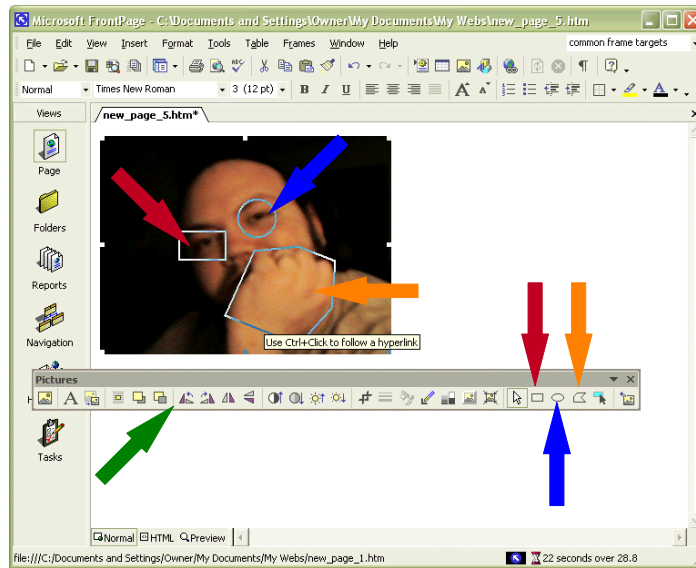 Microsoft FrontPage - C:\Documents and Settings\Owner\My Documents\My Webs\new_page_5.htm
File Edit View Insert Format Tools Table Frames Window Help common frame targets
Normal Times New Roman 3 (12 pt) B I U A A A
Views new_page_5.htm*
Page
Folders
Reports
Navigation
Use Ctrl+Click to follow a hyperlink
Pictures
A
H
Tasks
Normal HTML Preview
file:///C:/Documents and Settings/Owner/My Documents/My Webs/new_page_1.htm 22 seconds over 28.8